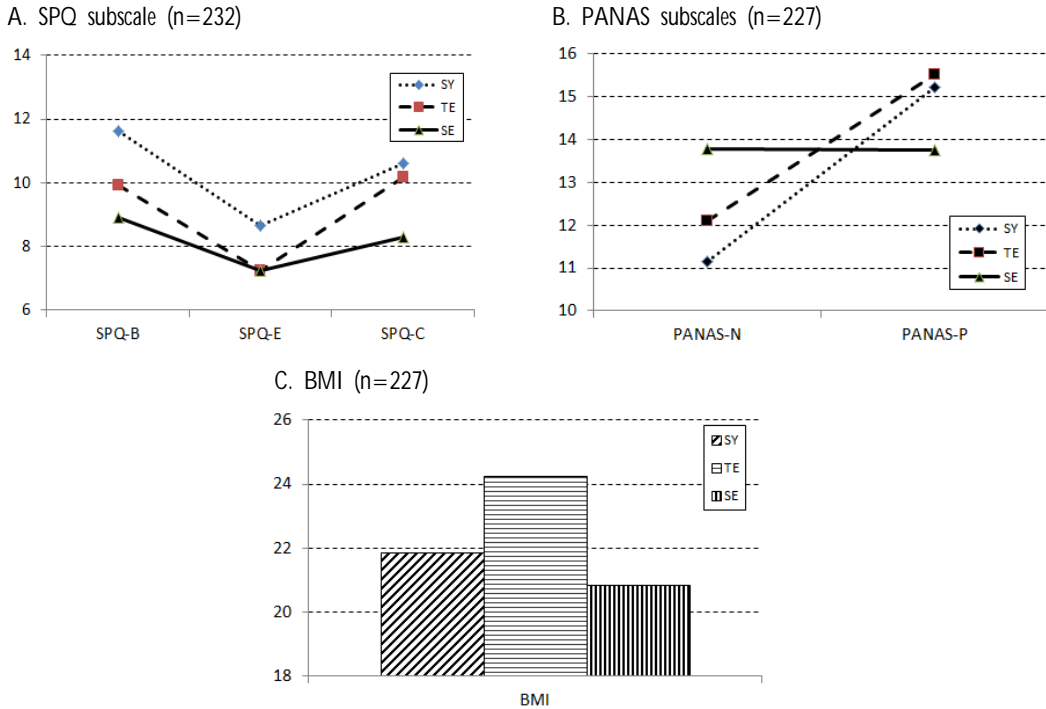 A. SPQ subscale (n=232)
14
12
10
8
6
SY
TE
SE
SPQ-B
SPQ-E
SPQ-C
B. PANAS subscales (n=227)
16
15
14
13
12
11
10
SY
TE
SE
PANAS-N
PANAS-P
C. BMI (n=227)
26
24
22
20
18
SY
TE
SE
BMI